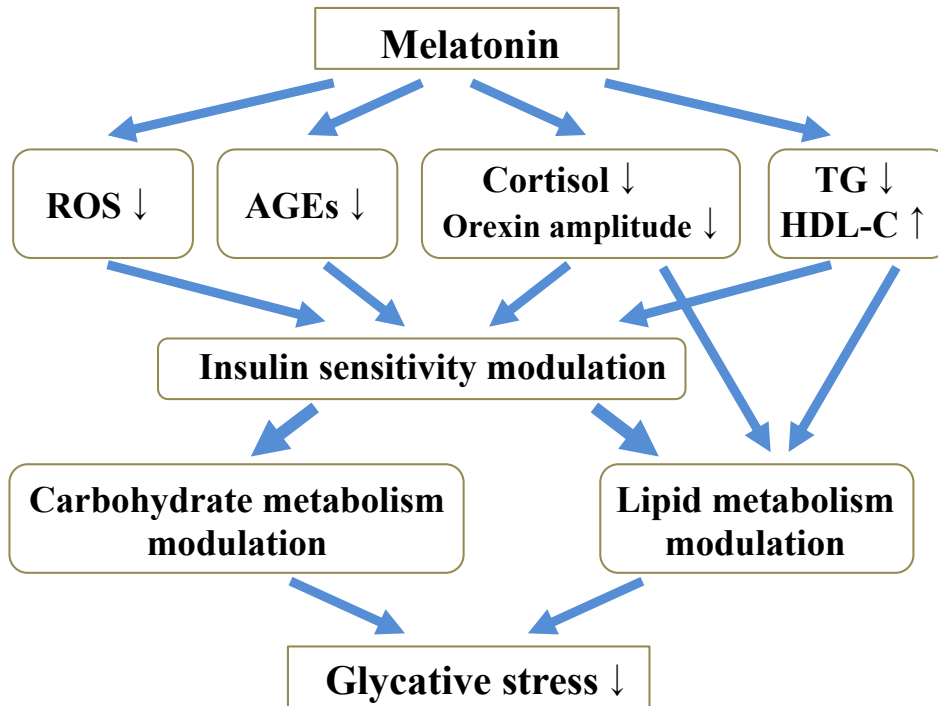 Melatonin
ROS ↓
AGEs ↓
Cortisol ↓
Orexin amplitude ↓
TG ↓
HDL-C ↑
Insulin sensitivity modulation
Carbohydrate metabolism
modulation
Lipid metabolism
modulation
Glycative stress ↓